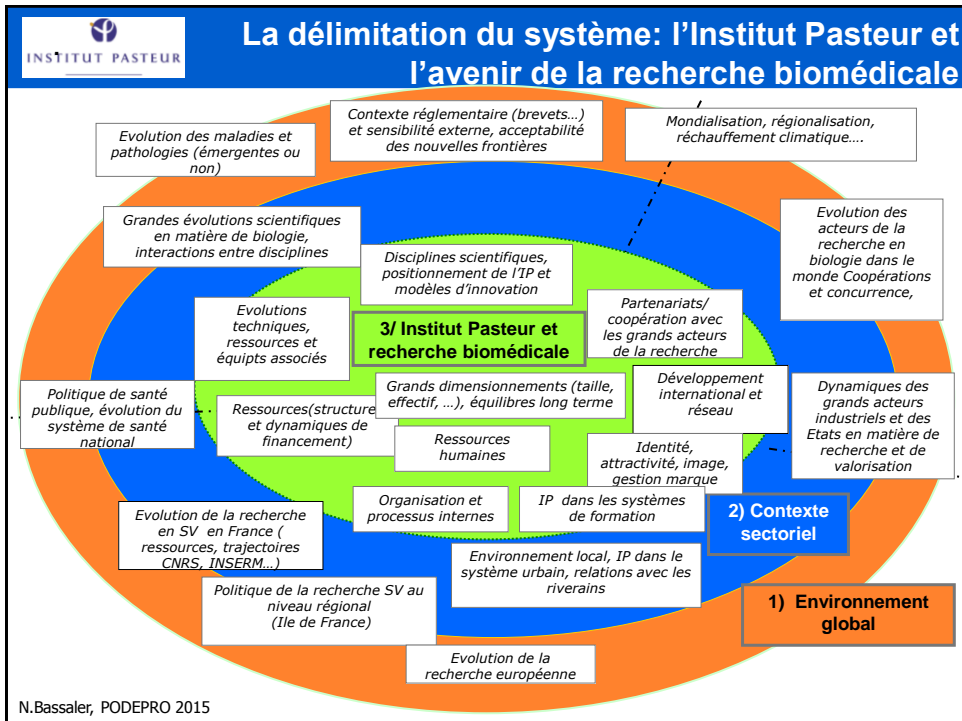 INSTITUT PASTEUR
La délimitation du système: l’Institut Pasteur et
l’avenir de la recherche biomédicale
Contexte réglementaire (brevets…)
et sensibilité externe, acceptabilité
des nouvelles frontières
Mondialisation, régionalisation,
réchauffement climatique….
Evolution des maladies et
pathologies (émergentes ou
non)
Grandes évolutions scientifiques
en matière de biologie,
interactions entre disciplines
Evolution des
acteurs de la
recherche en
biologie dans le
monde Coopérations
et concurrence,
Disciplines scientifiques,
positionnement de l’IP et
modèles d’innovation
Evolutions
techniques,
ressources et
équipts associés
3/ Institut Pasteur et
recherche biomédicale
Partenariats/
coopération avec
les grands acteurs
de la recherche
Politique de santé
publique, évolution du
système de santé
national
Ressources(structure
et dynamiques de
financement)
Grands dimensionnements (taille,
effectif, …), équilibres long terme
Développement
international et
réseau
Dynamiques des
grands acteurs
industriels et des
Etats en matière de
recherche et de
valorisation
Ressources
humaines
Identité,
attractivité, image,
gestion marque
Organisation et
processus internes
IP dans les systèmes
de formation
2) Contexte
sectoriel
Evolution de la recherche
en SV en France (
ressources, trajectoires
CNRS, INSERM…)
Environnement local, IP dans le
système urbain, relations avec les
riverains
Politique de la recherche SV au
niveau régional
(Ile de France)
1) Environnement
global
Evolution de la
recherche européenne
N.Bassaler, PODEPRO 2015